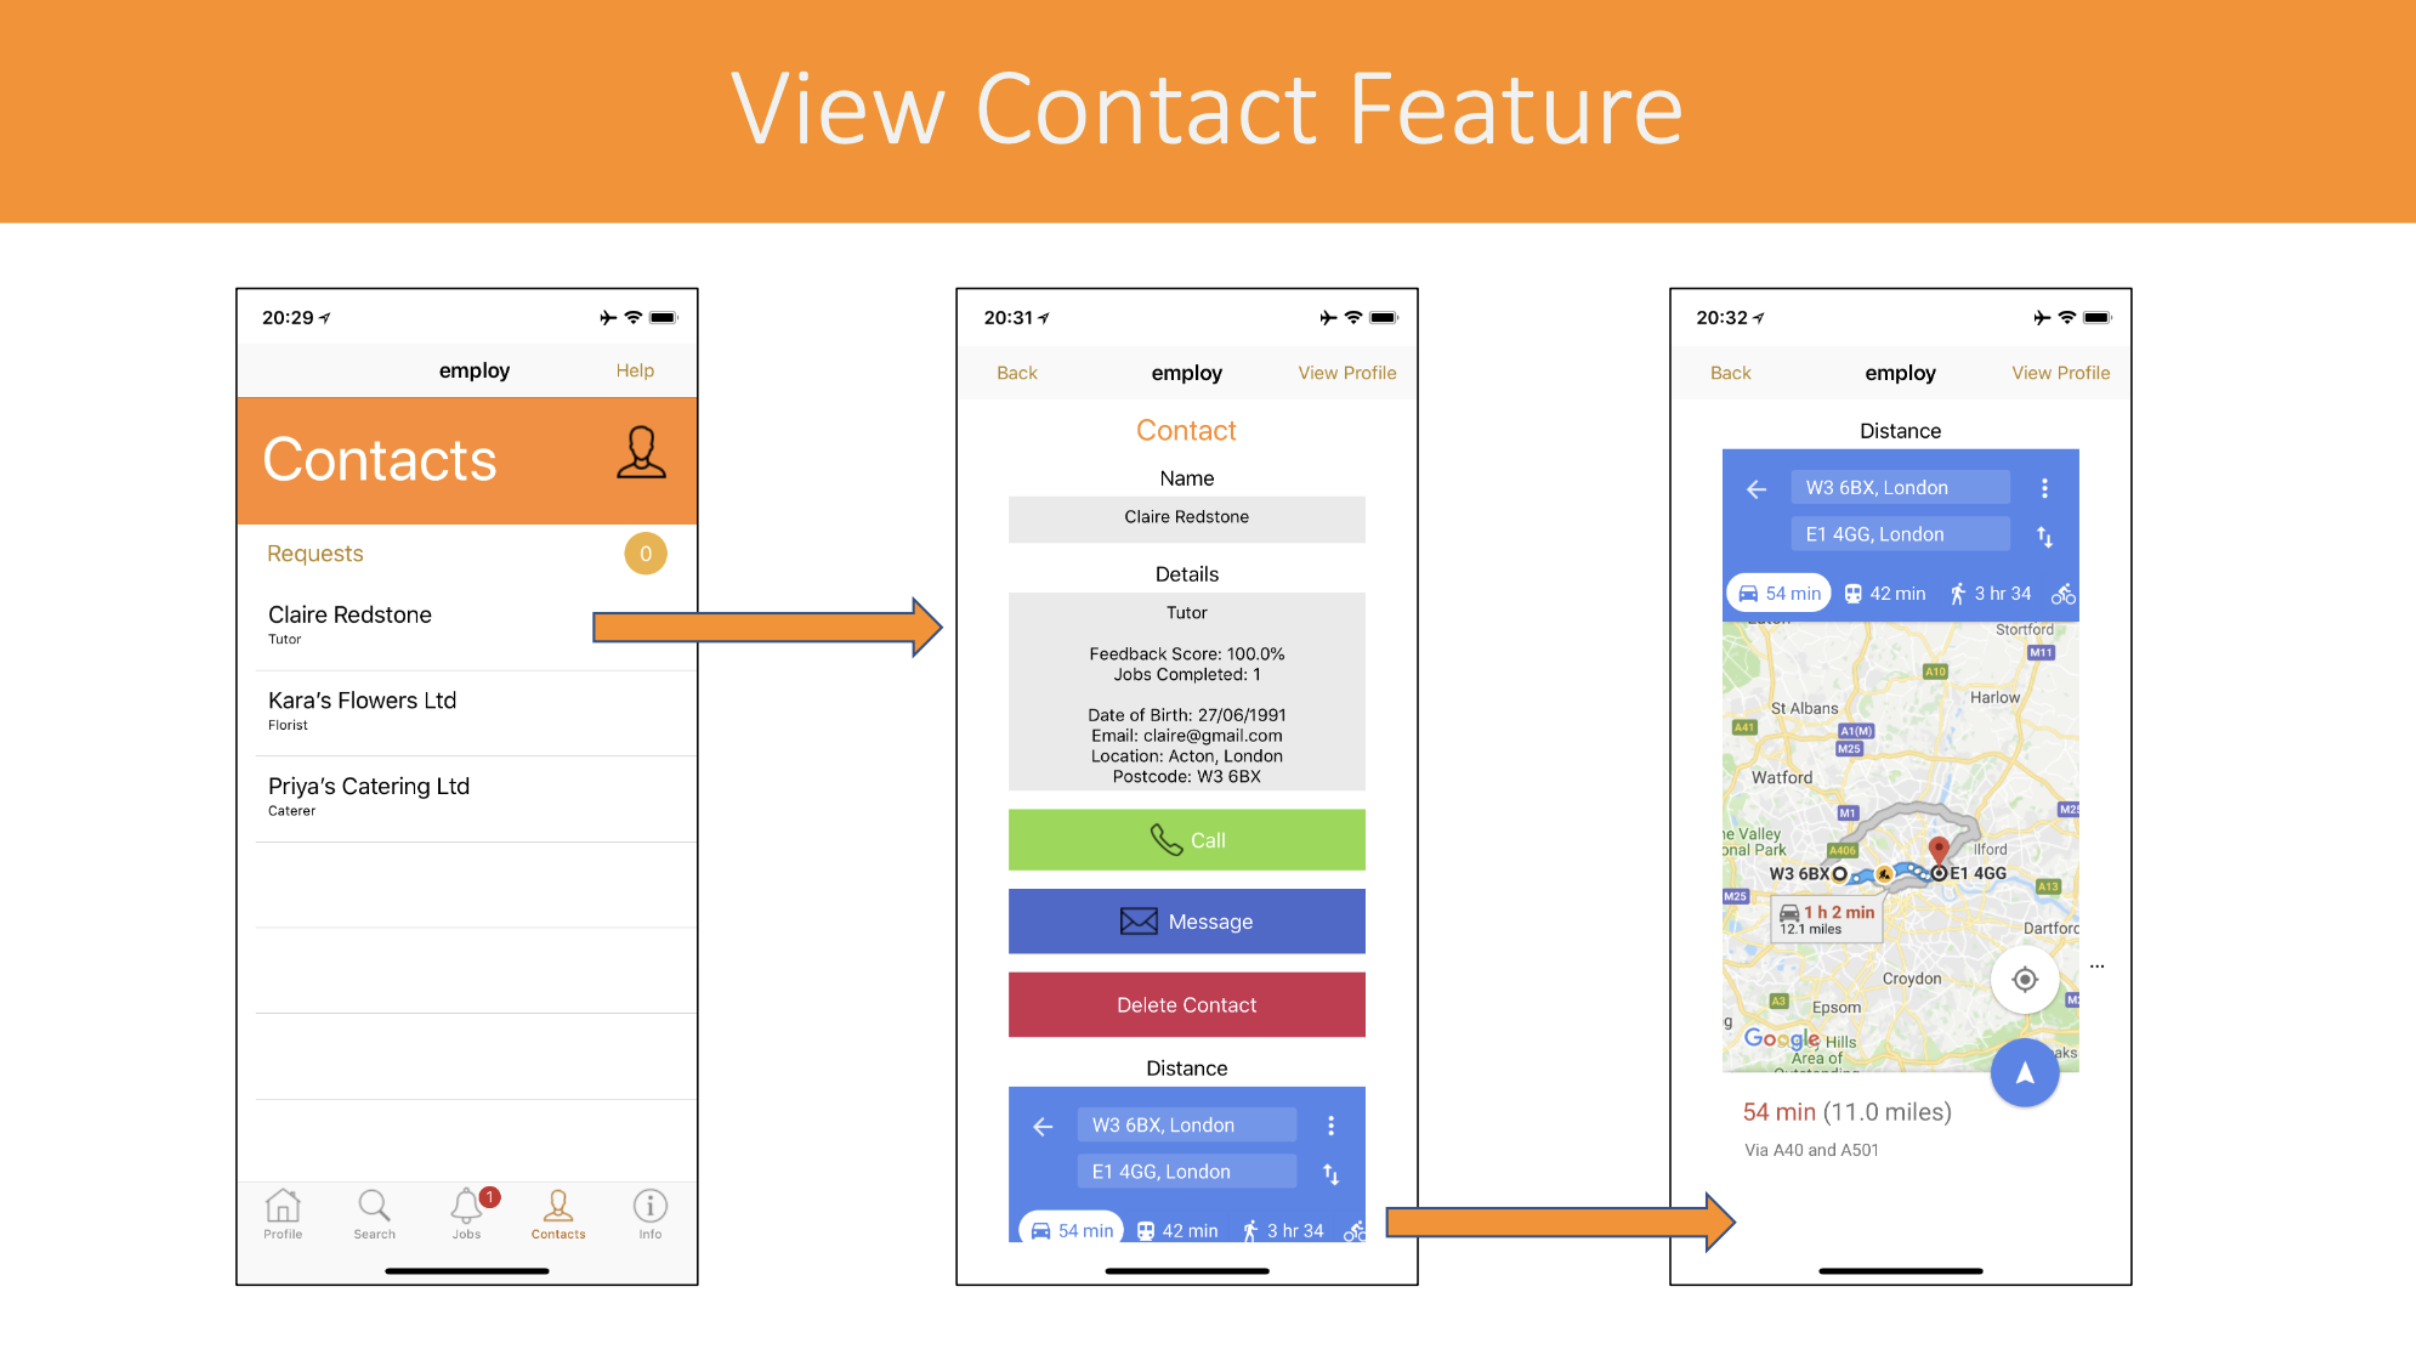 View Contact Feature
20:29
employ
Help
Contacts
Requests
0
Claire Redstone
Tutor
Kara's Flowers Ltd
Florist
Priya's Catering Ltd
Caterer
1
Profile
Search
Jobs
Contacts
Info
20:31
Back
employ
View Profile
Contact
Name
Claire Redstone
Details
Tutor
Feedback Score: 100.0%
Jobs Completed: 1
Date of Birth: 27/06/1991
Email: claire@gmail.com
Location: Acton, London
Postcode: W3 6BX
Call
Message
Delete Contact
Distance
W3 6BX, London
E1 4GG, London
54 min
42 min
3 hr 34
20:32
Back
employ
View Profile
Distance
W3 6BX, London
E1 4GG, London
54 min
42 min
3 hr 34
Stortford
M11
A10
Harlow
St Albans
A41
A1(M)
M25
Watford
M1
M25
Valley
Park
A406
Ilford
W3 6BX
E1 4GG
A13
M25
1 h 2 min
12.1 miles
Croydon
...
A3
Epsom
Google
Hills
Area of
54 min (11.0 miles)
Via A40 and A501